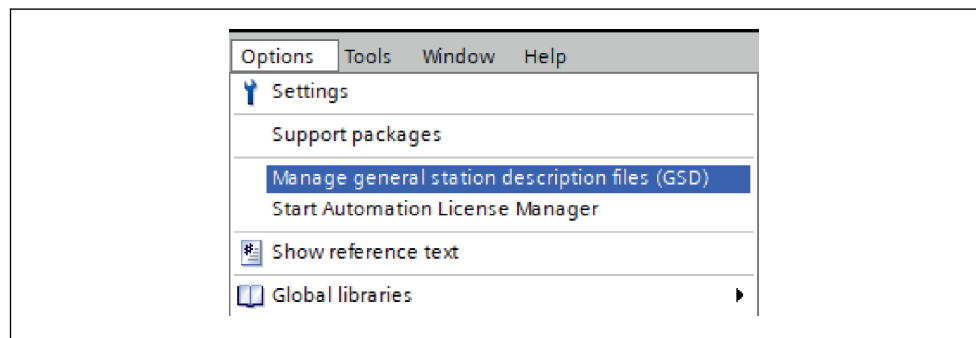 Options Tools Window Help
Settings
Support packages
Manage general station description files (GSD)
Start Automation License Manager
Show reference text
Global libraries